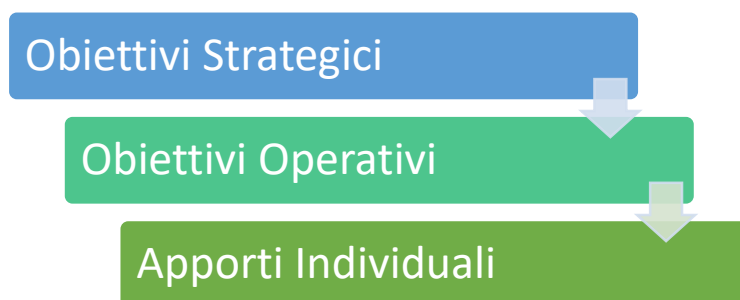 Obiettivi Strategici
Obiettivi Operativi
Apporti Individuali